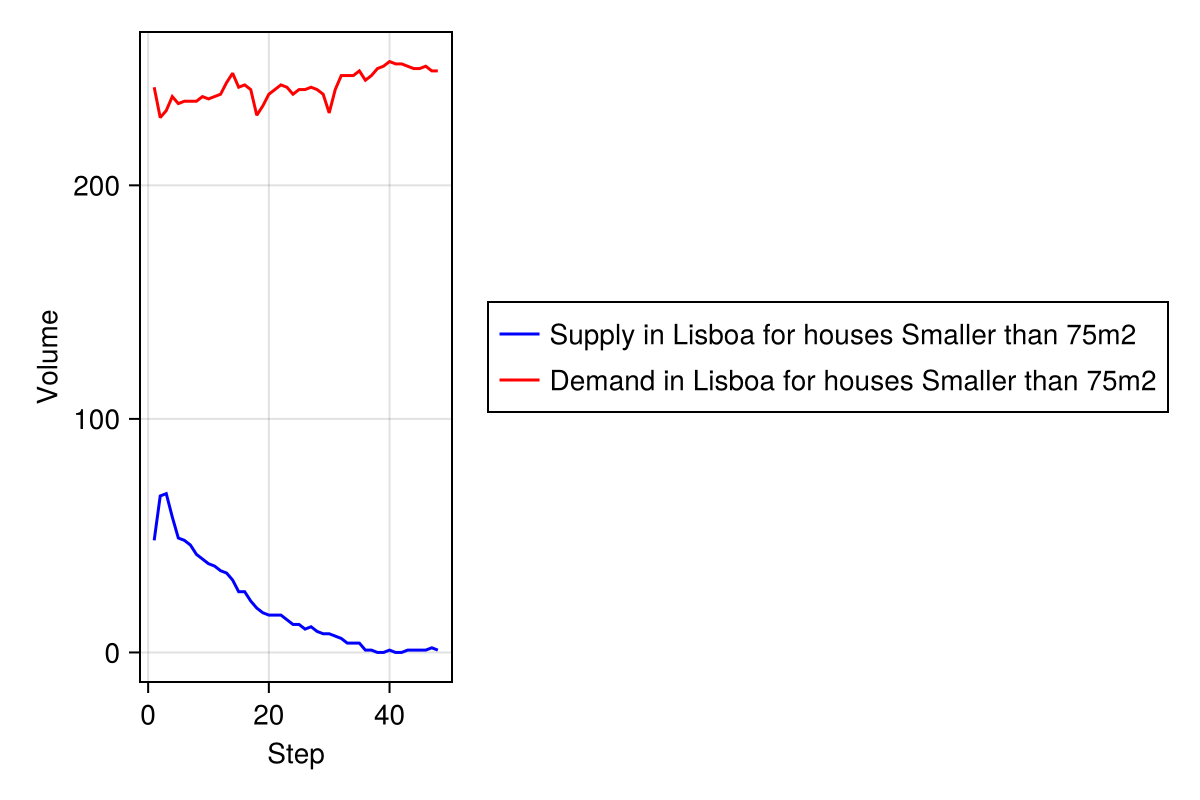 200
100
0
Volume
0 20 40
Step
Supply in Lisboa for houses Smaller than 75m2
Demand in Lisboa for houses Smaller than 75m2